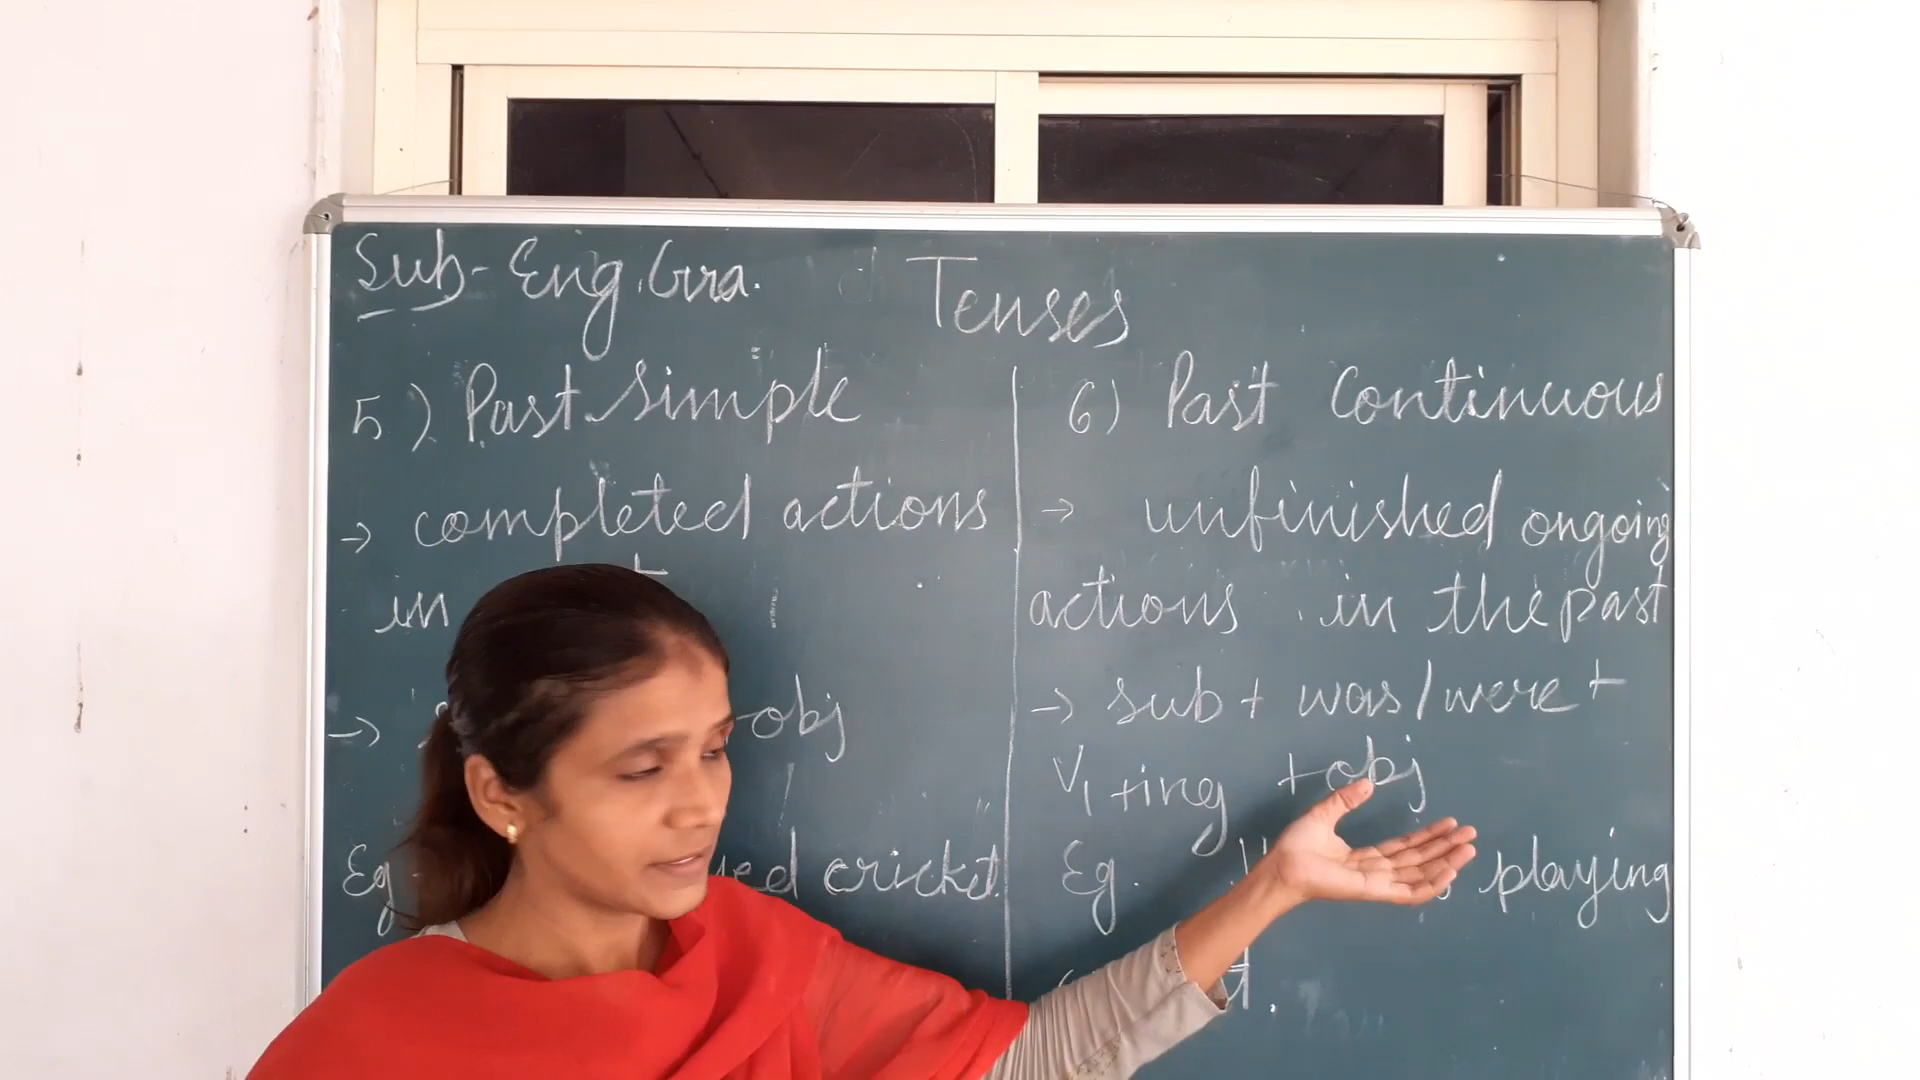 Sub- Eng. Gra.
Tenses
5) Past Simple
→ completed actions
in
→ obj
Eg cricket.
6) Past Continuous
→ unfinished ongoing
actions in the past
→ sub + was/were +
V1 + ing + obj
Eg. playing